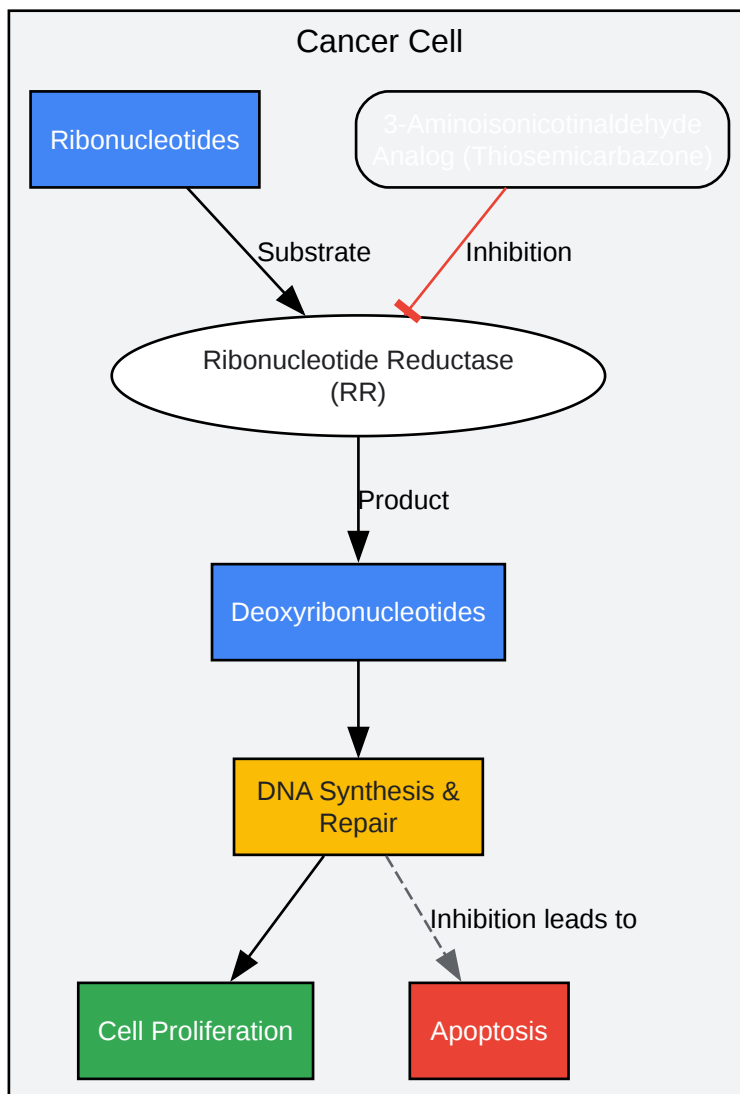 Cancer Cell
Ribonucleotides
3-Aminoisonicotinaldehyde
Analog (Thiosemicarbazone)
Substrate
Inhibition
Ribonucleotide Reductase
(RR)
Product
Deoxyribonucleotides
DNA Synthesis &
Repair
Inhibition leads to
Cell Proliferation
Apoptosis